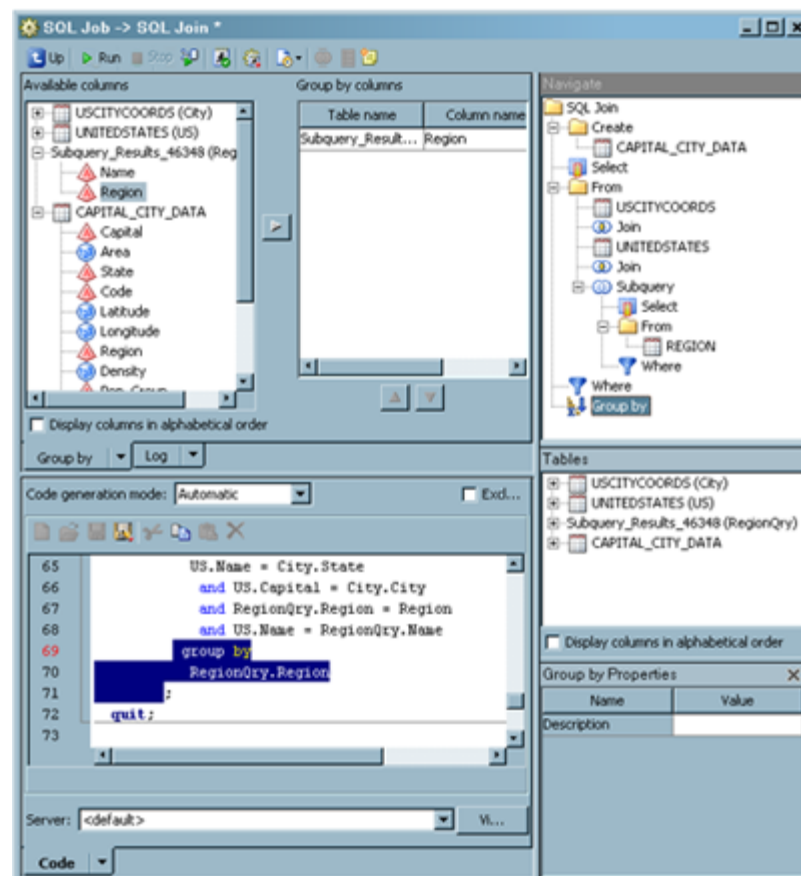 SQL Job -> SQL Join *
Up Run Stop
Available columns
USCITYCOORDS (City)
UNITEDSTATES (US)
Subquery_Results_46348 (Reg
Name
Region
CAPITAL_CITY_DATA
Capital
Area
State
Code
Latitude
Longitude
Region
Density
Pop_Group
Display columns in alphabetical order
Group by columns
Table name Column name
Subquery_Result... Region
Group by Log
Code generation mode: Automatic Excl...
65 US.Name = City.State
66 and US.Capital = City.City
67 and RegionQry.Region = Region
68 and US.Name = RegionQry.Name
69 group by
70 RegionQry.Region
71 ;
72 quit;
73
Server: <default> Vi...
Code
Navigate
SQL Join
Create
CAPITAL_CITY_DATA
Select
From
USCITYCOORDS
Join
UNITEDSTATES
Join
Subquery
Select
From
REGION
Where
Where
Group by
Tables
USCITYCOORDS (City)
UNITEDSTATES (US)
Subquery_Results_46348 (RegionQry)
CAPITAL_CITY_DATA
Display columns in alphabetical order
Group by Properties
Name Value
Description